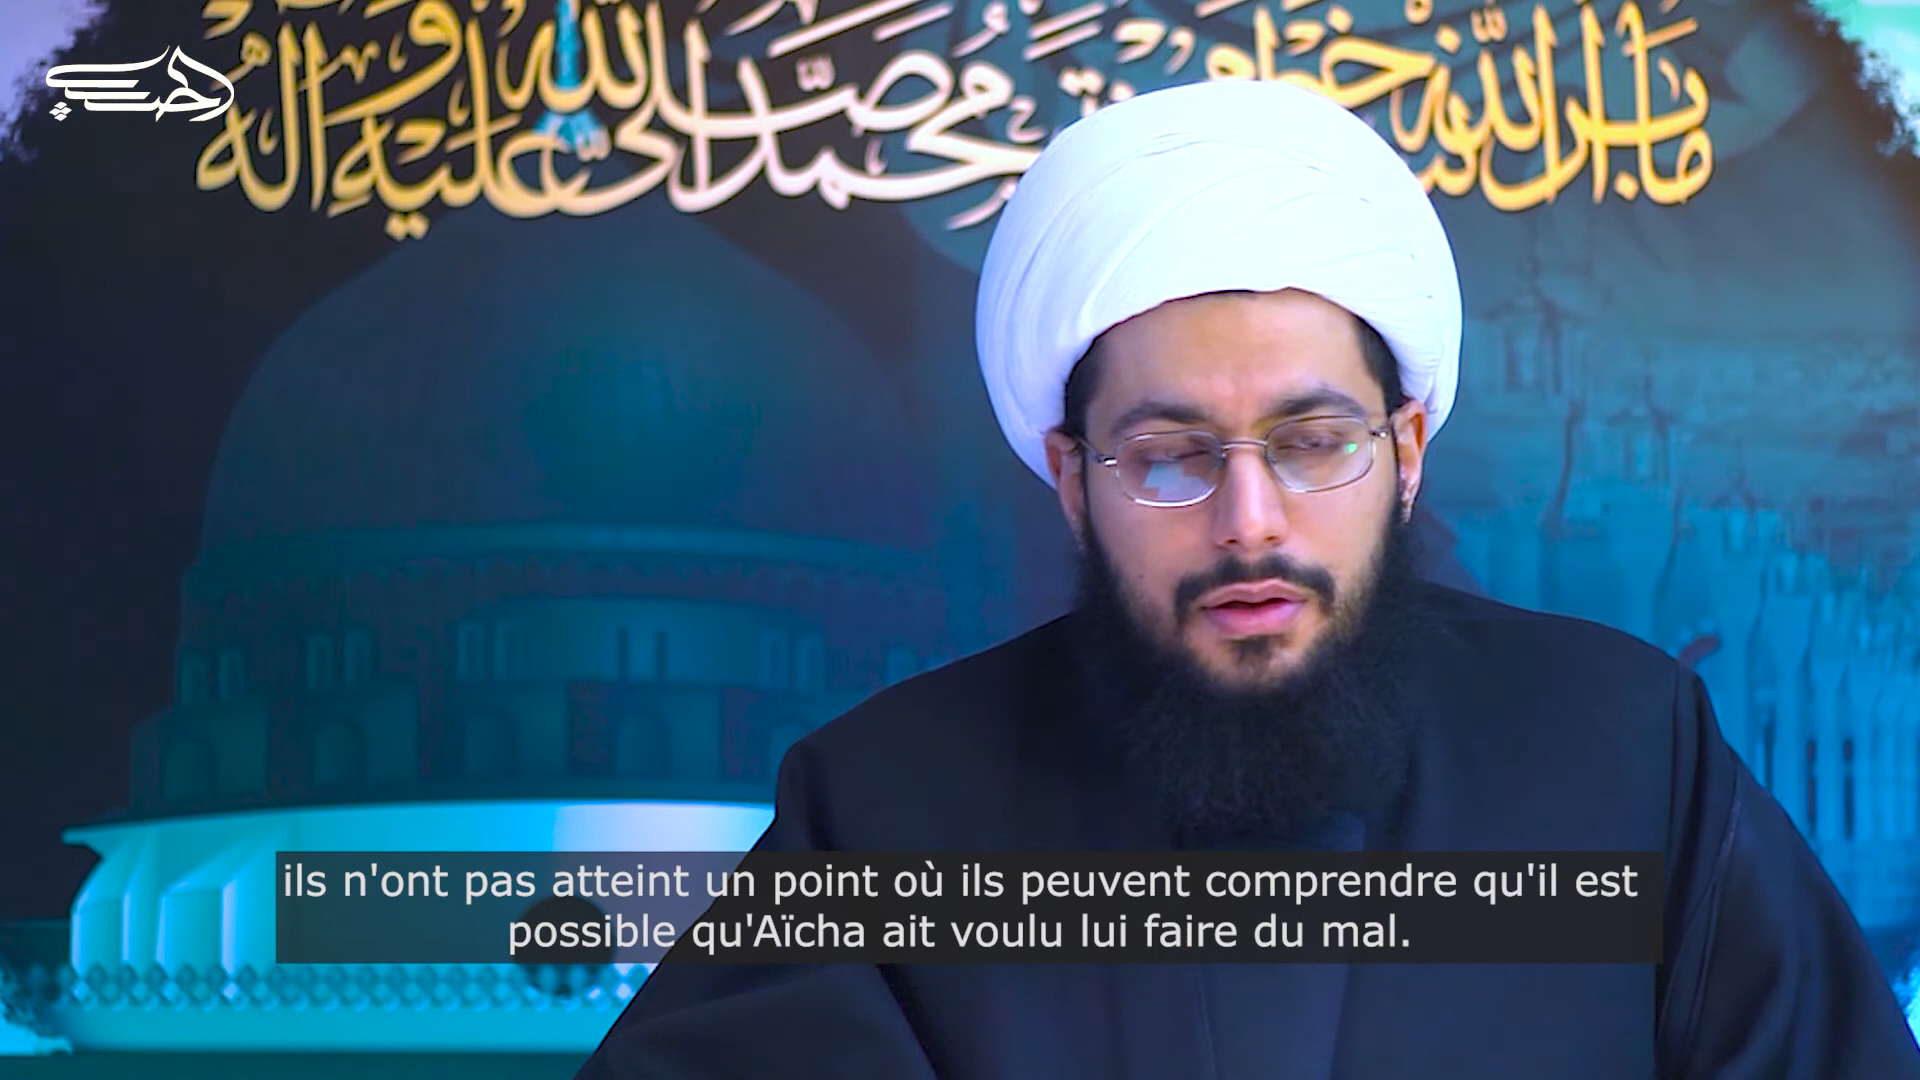 صلى الله عليه وآله
محمد
ils n'ont pas atteint un point où ils peuvent comprendre qu'il est
possible qu'Aïcha ait voulu lui faire du mal.